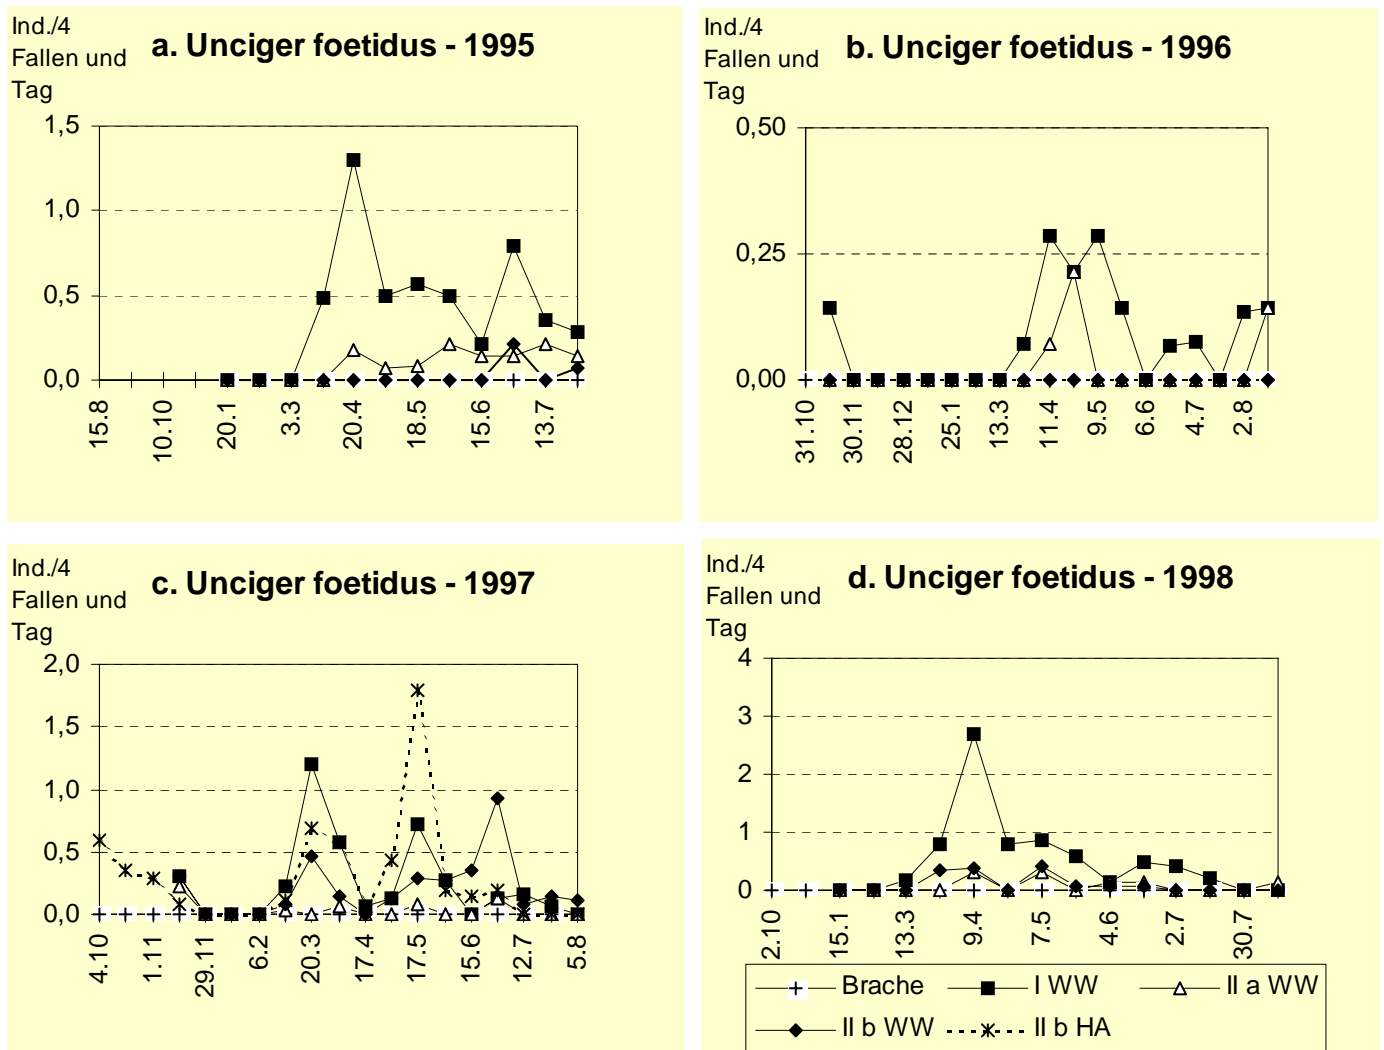 Ind./4
Fallen und
Tag
a. Unciger foetidus - 1995
1,5
1,0
0,5
0,0
15.8
10.10
20.1
3.3
20.4
18.5
15.6
13.7
Ind./4
Fallen und
Tag
b. Unciger foetidus - 1996
0,50
0,25
0,00
31.10
30.11
28.12
25.1
13.3
11.4
9.5
6.6
4.7
2.8
Ind./4
Fallen und
Tag
c. Unciger foetidus - 1997
2,0
1,5
1,0
0,5
0,0
4.10
1.11
29.11
6.2
20.3
17.4
17.5
15.6
12.7
5.8
Ind./4
Fallen und
Tag
d. Unciger foetidus - 1998
4
3
2
1
0
2.10
15.1
13.3
9.4
7.5
4.6
2.7
30.7
Brache I WW II a WW
II b WW II b HA